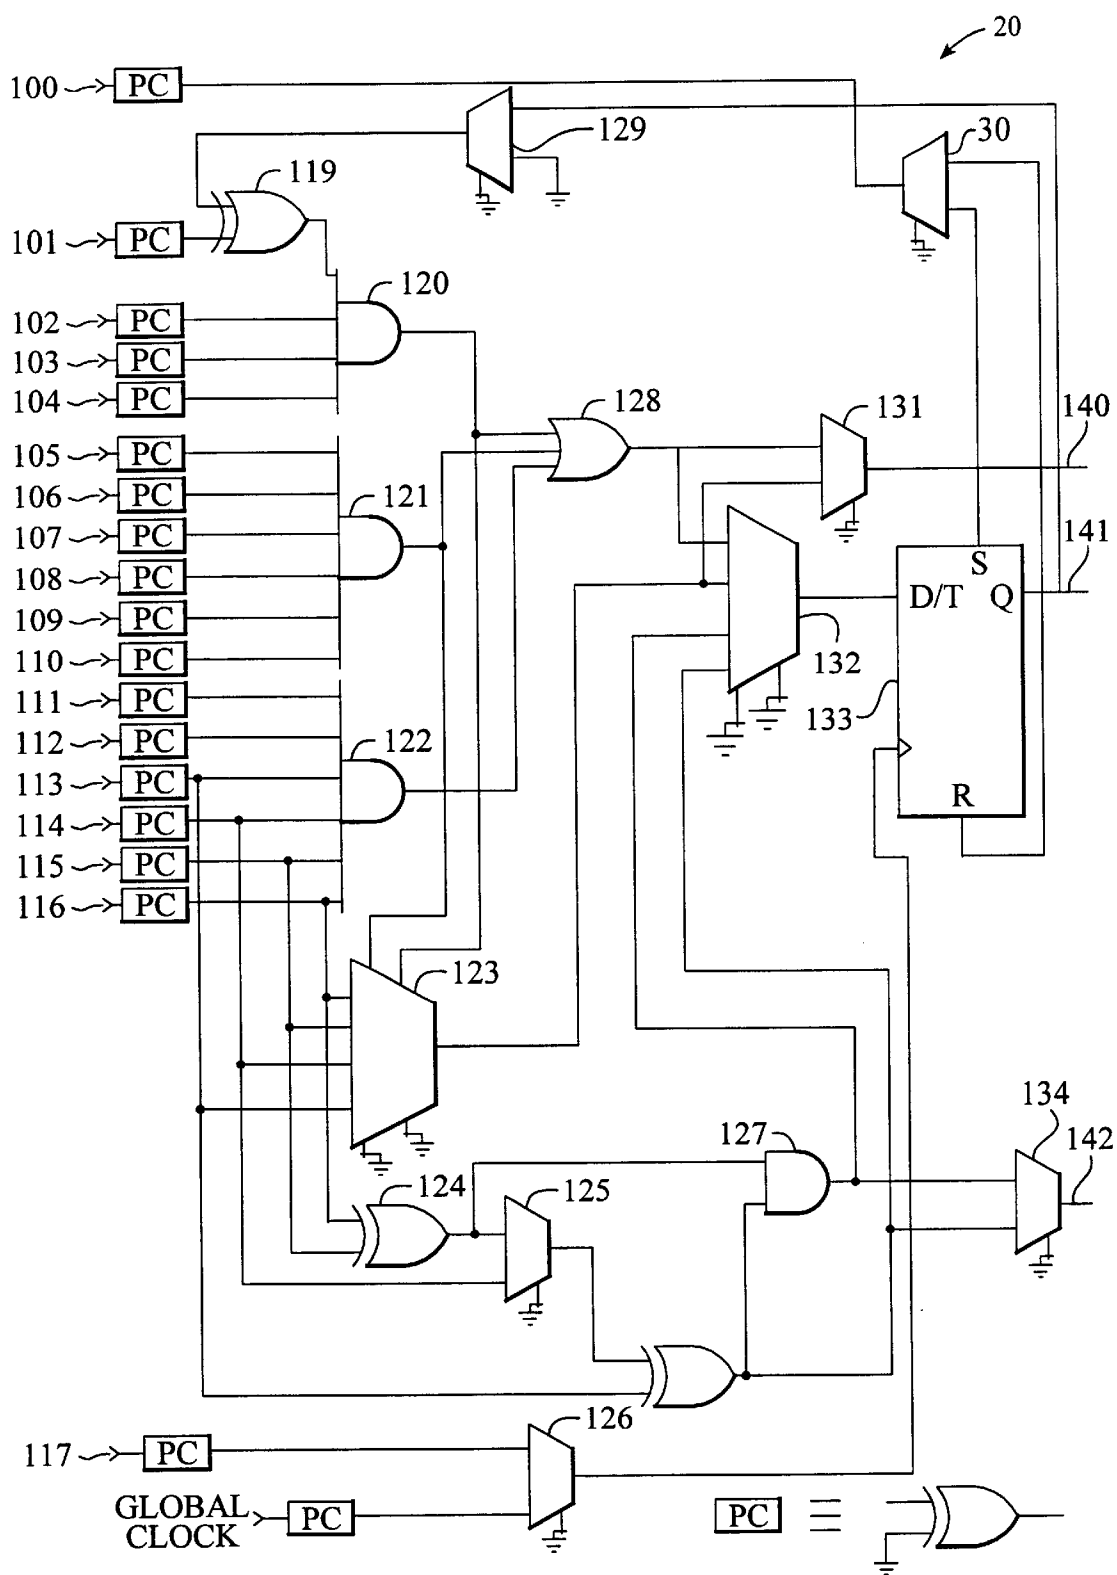 20
100 PC
129
30
119
101 PC
120
102 PC
103 PC
104 PC
128
131
140
105 PC
106 PC
121
107 PC
108 PC
141
S
D/T Q
109 PC
110 PC
132
133
111 PC
112 PC
122
113 PC
114 PC
R
115 PC
116 PC
123
134
127
142
124
125
126
117 PC
GLOBAL
CLOCK
PC
PC